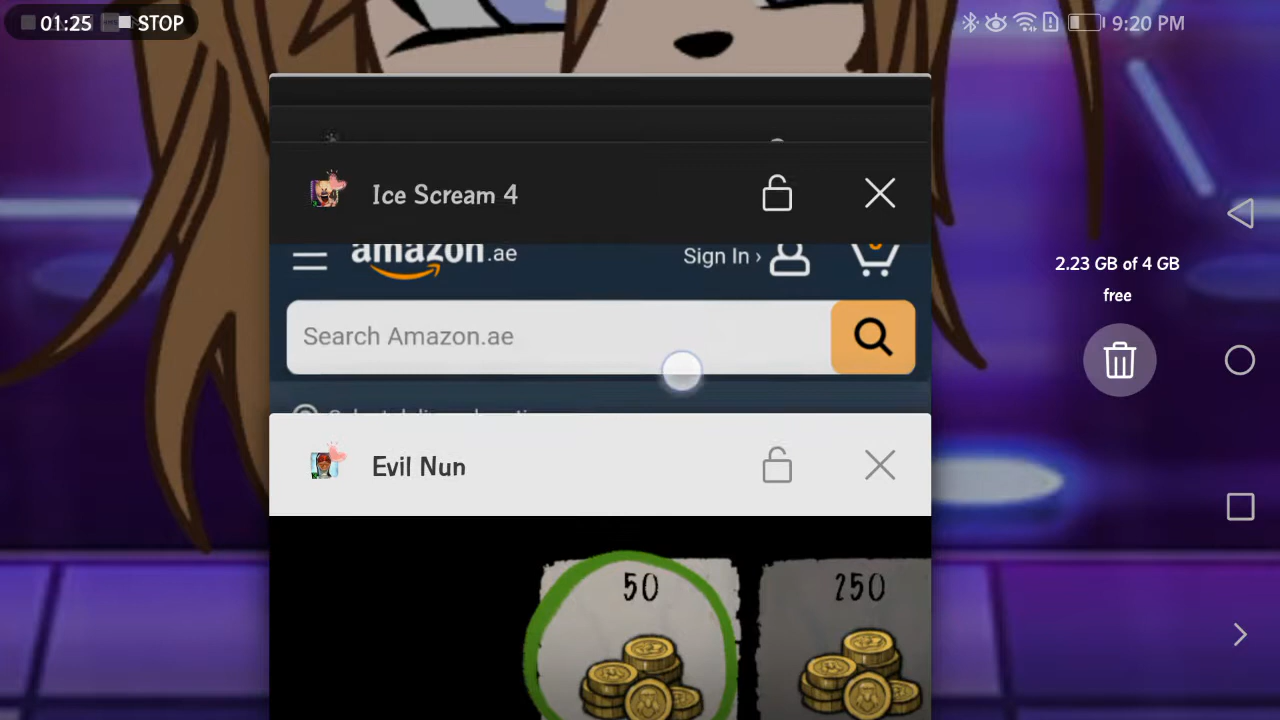 01:25 STOP
9:20 PM
Ice Scream 4
amazon.ae
Sign In ›
Search Amazon.ae
2.23 GB of 4 GB
free
Evil Nun
50
250